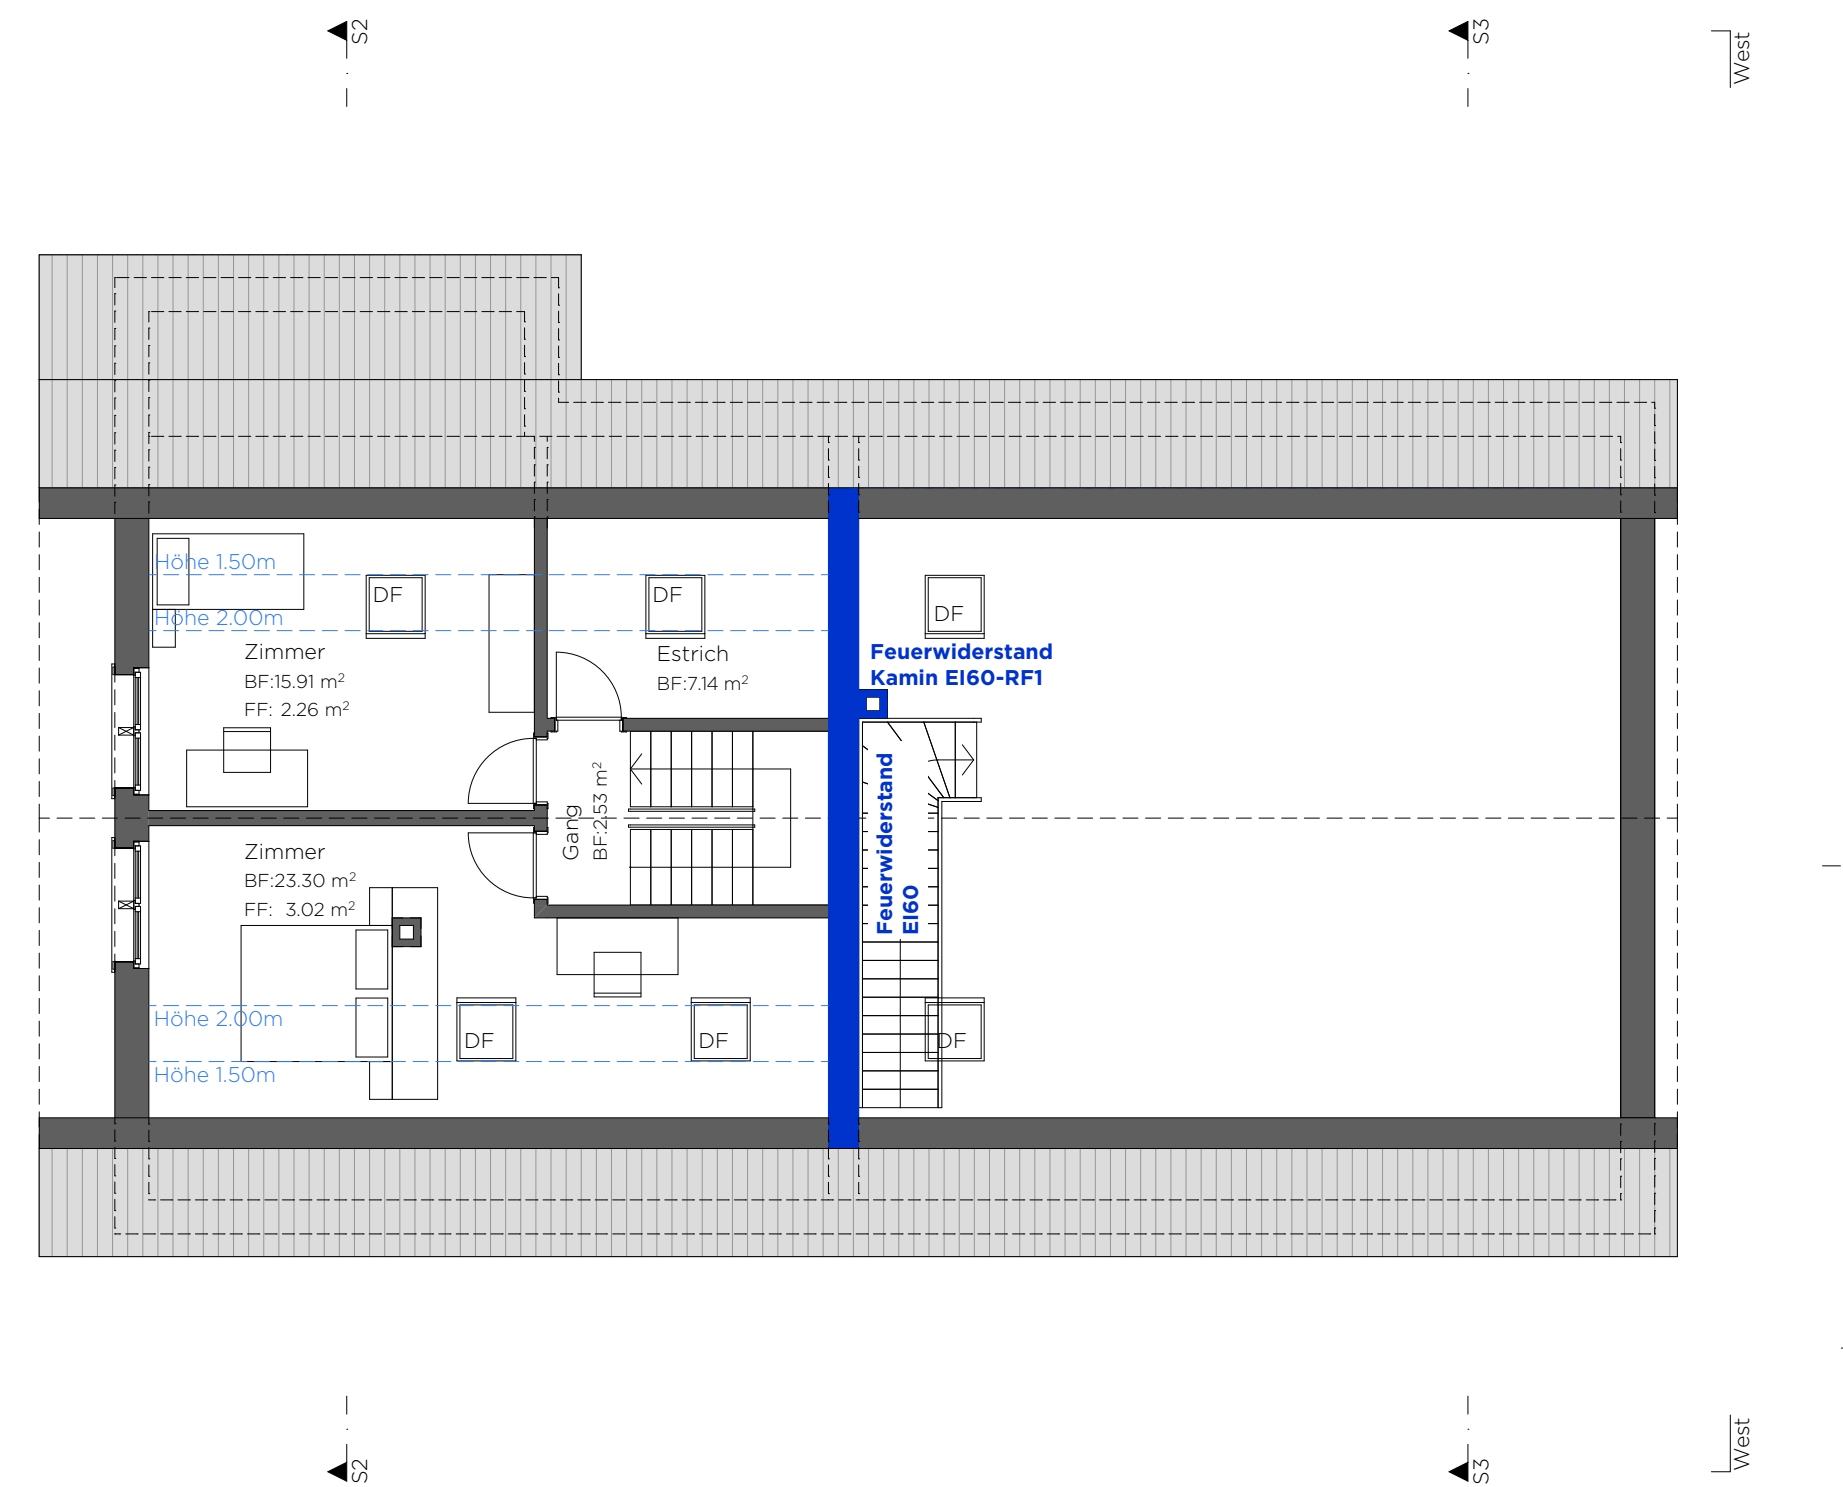 S2
S3
West
Höhe 1.50m
DF
DF
DF
Höhe 2.00m
Zimmer
BF:15.91 m²
FF: 2.26 m²
Estrich
BF:7.14 m²
Feuerwiderstand
Kamin EI60-RF1
Gang
BF:2.53 m²
Feuerwiderstand
EI60
Zimmer
BF:23.30 m²
FF: 3.02 m²
Höhe 2.00m
DF
DF
DF
Höhe 1.50m
S2
S3
West